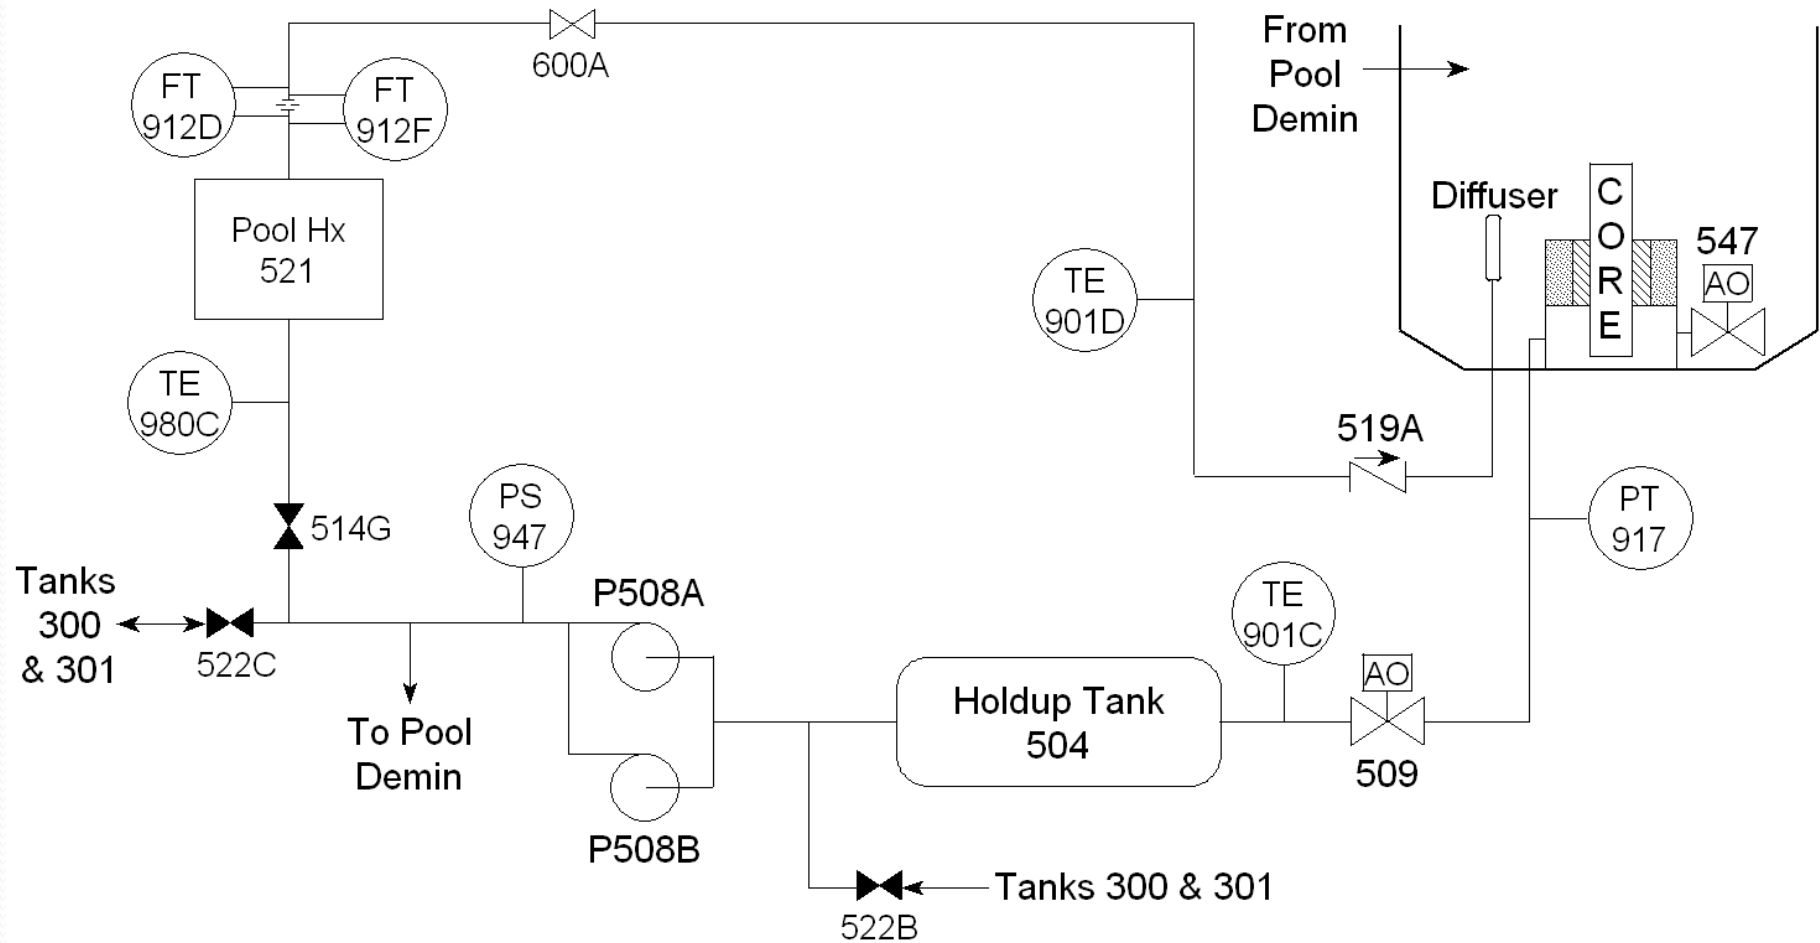 600A
FT
912D
FT
912F
Pool Hx
521
TE
980C
514G
Tanks
300
& 301
522C
PS
947
P508A
To Pool
Demin
P508B
Holdup Tank
504
522B
Tanks 300 & 301
TE
901C
AO
509
PT
917
TE
901D
519A
From
Pool
Demin
Diffuser
C
O
R
E
547
AO